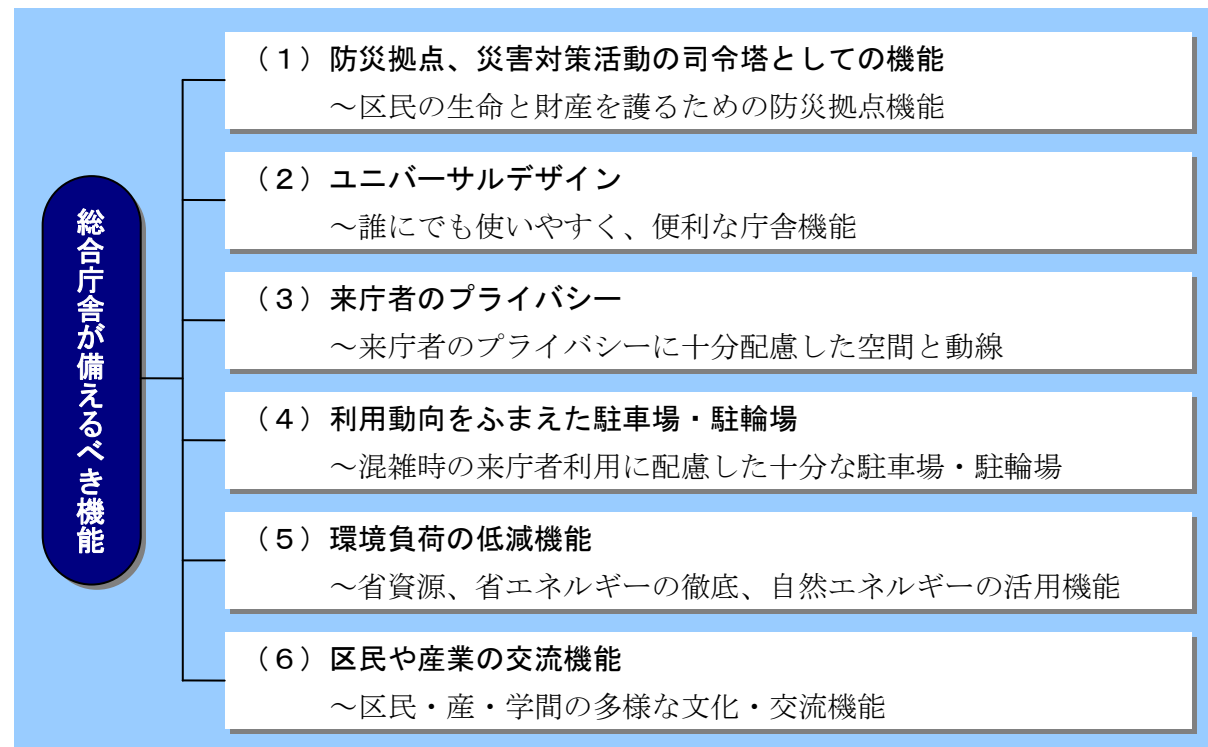 総合庁舎が備えるべき機能
（１）防災拠点、災害対策活動の司令塔としての機能
～区民の生命と財産を護るための防災拠点機能
（２）ユニバーサルデザイン
～誰にでも使いやすく、便利な庁舎機能
（３）来庁者のプライバシー
～来庁者のプライバシーに十分配慮した空間と動線
（４）利用動向をふまえた駐車場・駐輪場
～混雑時の来庁者利用に配慮した十分な駐車場・駐輪場
（５）環境負荷の低減機能
～省資源、省エネルギーの徹底、自然エネルギーの活用機能
（６）区民や産業の交流機能
～区民・産・学間の多様な文化・交流機能